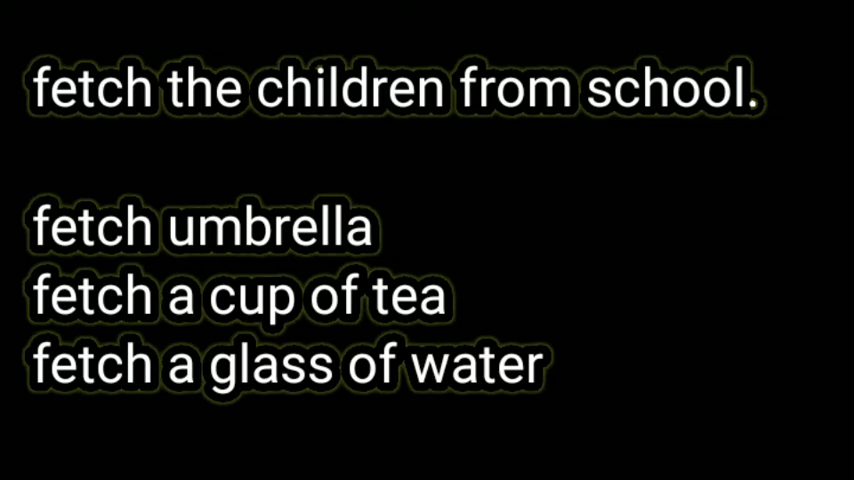 fetch the children from school.
fetch umbrella
fetch a cup of tea
fetch a glass of water